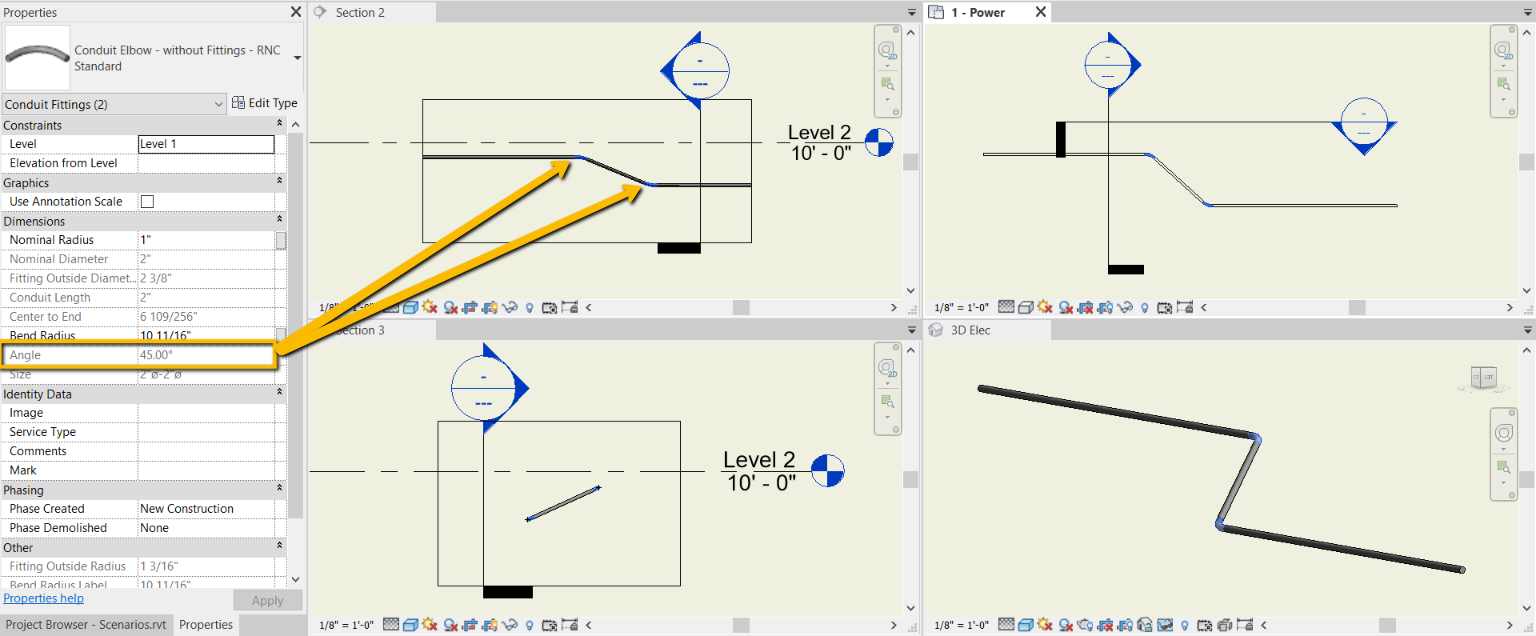 Properties
Conduit Elbow - without Fittings - RNC
Standard
Conduit Fittings (2)
Edit Type
Constraints
Level Level 1
Elevation from Level
Graphics
Use Annotation Scale
Dimensions
Nominal Radius 1"
Nominal Diameter 2"
Fitting Outside Diamet... 2 3/8"
Conduit Length 2"
Center to End 6 109/256"
Bend Radius 10 11/16"
Angle 45.00°
Size 2"ø-2"ø
Identity Data
Image
Service Type
Comments
Mark
Phasing
Phase Created New Construction
Phase Demolished None
Other
Fitting Outside Radius 1 3/16"
Bend Radius Label 10 11/16"
Properties help
Apply
Project Browser - Scenarios.rvt
Properties
Section 2
2D
Level 2
10' - 0"
1/8" = 1'-0"
1 - Power
2D
1/8" = 1'-0"
Section 3
2D
Level 2
10' - 0"
1/8" = 1'-0"
3D Elec
1/8" = 1'-0"